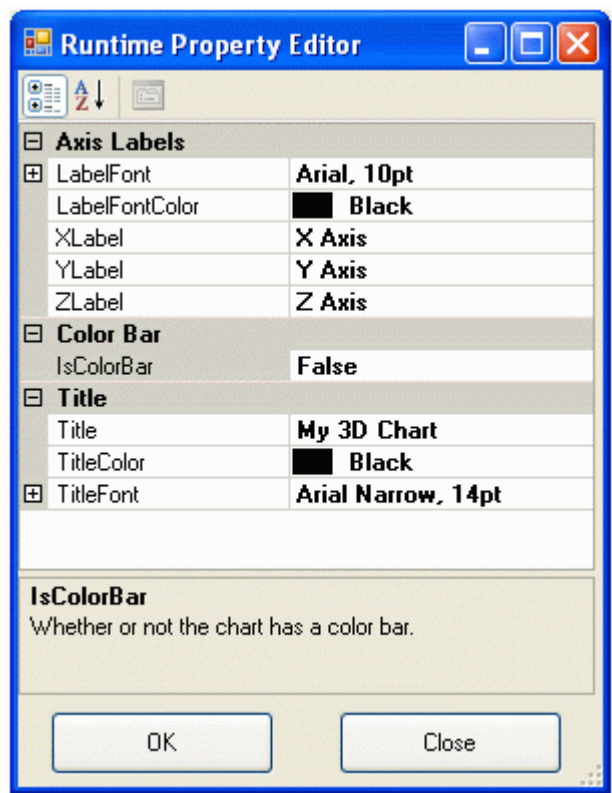 Runtime Property Editor
A
Z
Axis Labels
LabelFont Arial, 10pt
LabelFontColor Black
XLabel X Axis
YLabel Y Axis
ZLabel Z Axis
Color Bar
IsColorBar False
Title
Title My 3D Chart
TitleColor Black
TitleFont Arial Narrow, 14pt
IsColorBar
Whether or not the chart has a color bar.
OK Close